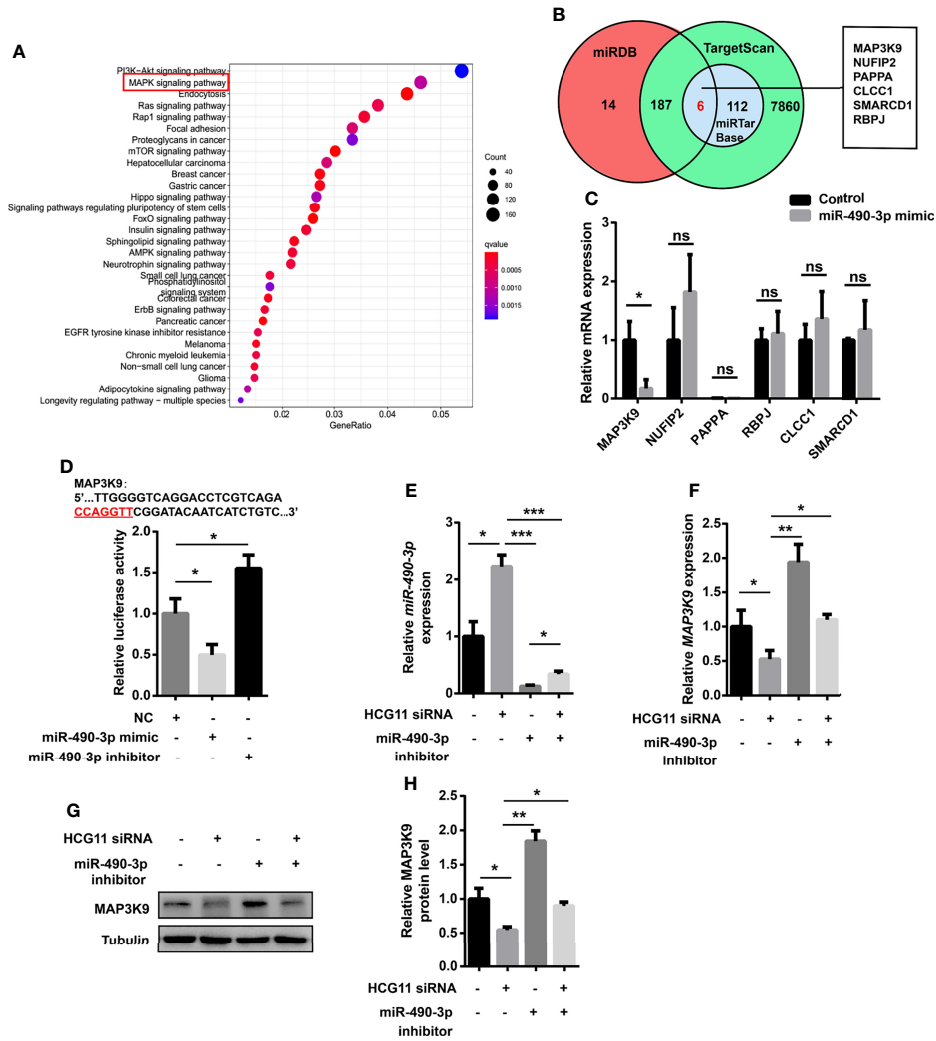 A
PI3K-Akt signaling pathway
MAPK signaling pathway
Endocytosis
Ras signaling pathway
Rap1 signaling pathway
Focal adhesion
Proteoglycans in cancer
mTOR signaling pathway
Hepatocellular carcinoma
Breast cancer
Gastric cancer
Hippo signaling pathway
Signaling pathways regulating pluripotency of stem cells
FoxO signaling pathway
Insulin signaling pathway
Sphingolipid signaling pathway
AMPK signaling pathway
Neurotrophin signaling pathway
Small cell lung cancer
Phosphatidylinositol
signaling system
Colorectal cancer
ErbB signaling pathway
Pancreatic cancer
EGFR tyrosine kinase inhibitor resistance
Melanoma
Chronic myeloid leukemia
Non-small cell lung cancer
Glioma
Adipocytokine signaling pathway
Longevity regulating pathway - multiple species
0.02 0.03 0.04 0.05
GeneRatio
Count
40
80
120
160
qvalue
0.0005
0.0010
0.0015
B
miRDB
TargetScan
14 187 6 112 7860
miRTar
Base
MAP3K9
NUFIP2
PAPPA
CLCC1
SMARCD1
RBPJ
C
Control
miR-490-3p mimic
Relative mRNA expression
3
2
1
0
* ns ns ns ns ns
MAP3K9 NUFIP2 PAPPA RBPJ CLCC1 SMARCD1
D
MAP3K9:
5'...TTGGGGTCAGGACCTCGTCAGA
CCAGGTTCGGATACAATCATCTGTC...3'
Relative luciferase activity
2.0
1.5
1.0
0.5
0.0
*
*
NC + - -
miR-490-3p mimic - + -
miR-490-3p inhibitor - - +
E
Relative miR-490-3p
expression
3
2
1
0
***
* ***
*
HCG11 siRNA - + - +
miR-490-3p - - + +
inhibitor
F
Relative MAP3K9 expression
2.5
2.0
1.5
1.0
0.5
0.0
*
**
*
HCG11 siRNA - + - +
miR-490-3p - - + +
inhibitor
G
HCG11 siRNA - + - +
miR-490-3p - - + +
inhibitor
MAP3K9
Tubulin
H
Relative MAP3K9
protein level
2.5
2.0
1.5
1.0
0.5
0.0
*
**
*
HCG11 siRNA - + - +
miR-490-3p - - + +
inhibitor